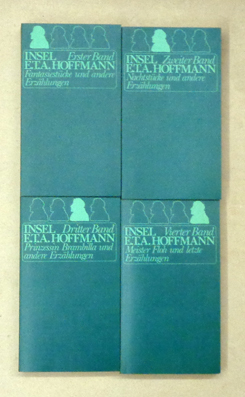 INSEL Erster Band
E.T.A. HOFFMANN
Fantasiestücke und andere
Erzählungen
INSEL Zweiter Band
E.T.A. HOFFMANN
Nachtstücke und andere
Erzählungen
INSEL Dritter Band
E.T.A. HOFFMANN
Prinzessin Brambilla und
andere Erzählungen
INSEL Vierter Band
E.T.A. HOFFMANN
Meister Floh und letzte
Erzählungen